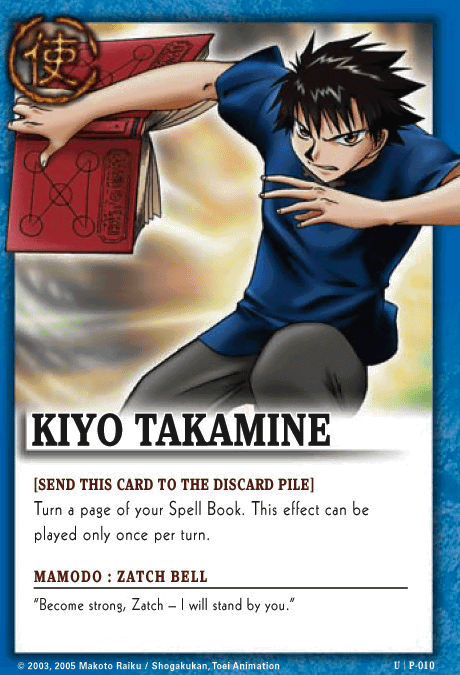 使
KIYO TAKAMINE
[SEND THIS CARD TO THE DISCARD PILE]
Turn a page of your Spell Book. This effect can be
played only once per turn.
MAMODO : ZATCH BELL
“Become strong, Zatch – I will stand by you.”
© 2003, 2005 Makoto Raiku / Shogakukan, Toei Animation
U | P-010